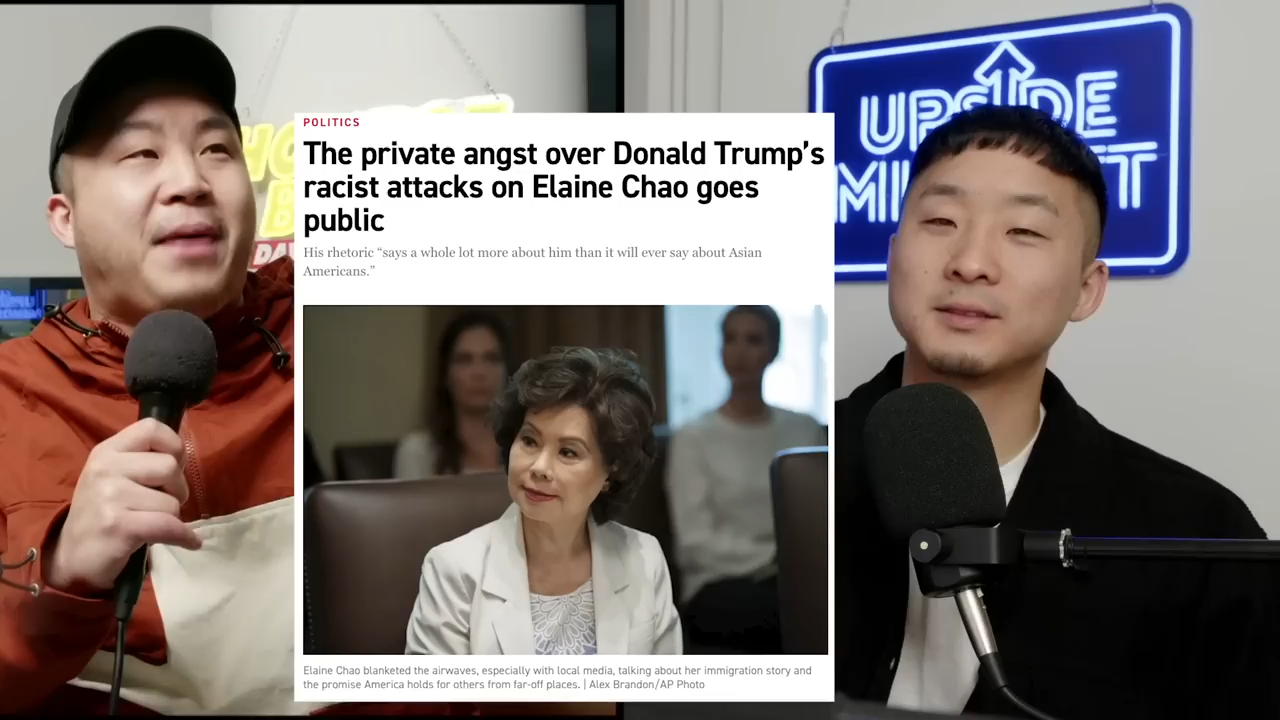 POLITICS
The private angst over Donald Trump’s
racist attacks on Elaine Chao goes
public
His rhetoric “says a whole lot more about him than it will ever say about Asian
Americans.”
Elaine Chao blanketed the airwaves, especially with local media, talking about her immigration story and
the promise America holds for others from far-off places. | Alex Brandon/AP Photo
UPSIDE